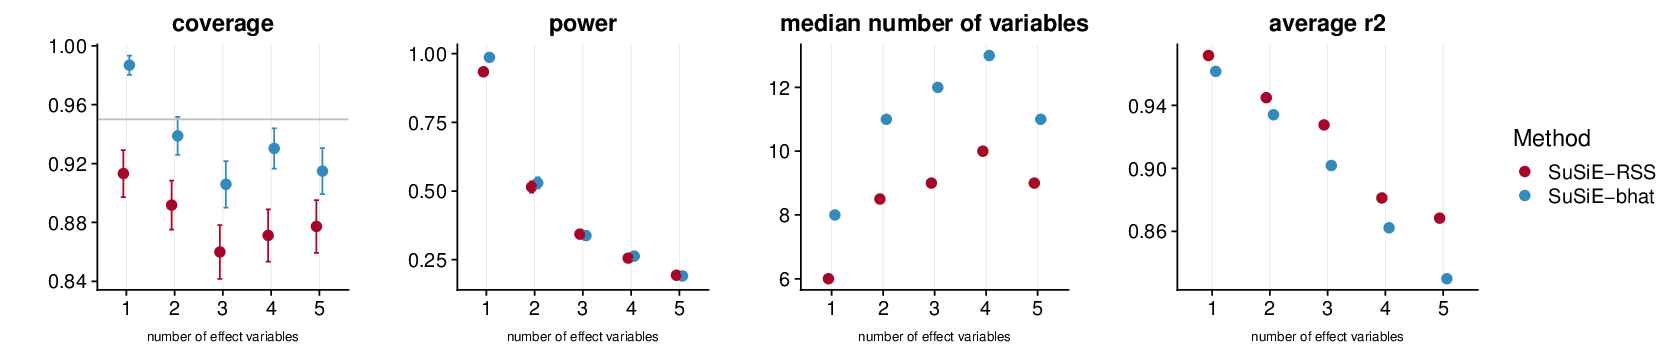 coverage
1.00
0.96
0.92
0.88
0.84
1 2 3 4 5
number of effect variables
power
1.00
0.75
0.50
0.25
1 2 3 4 5
number of effect variables
median number of variables
12
10
8
6
1 2 3 4 5
number of effect variables
average r2
0.94
0.90
0.86
1 2 3 4 5
number of effect variables
Method
SuSiE−RSS
SuSiE−bhat